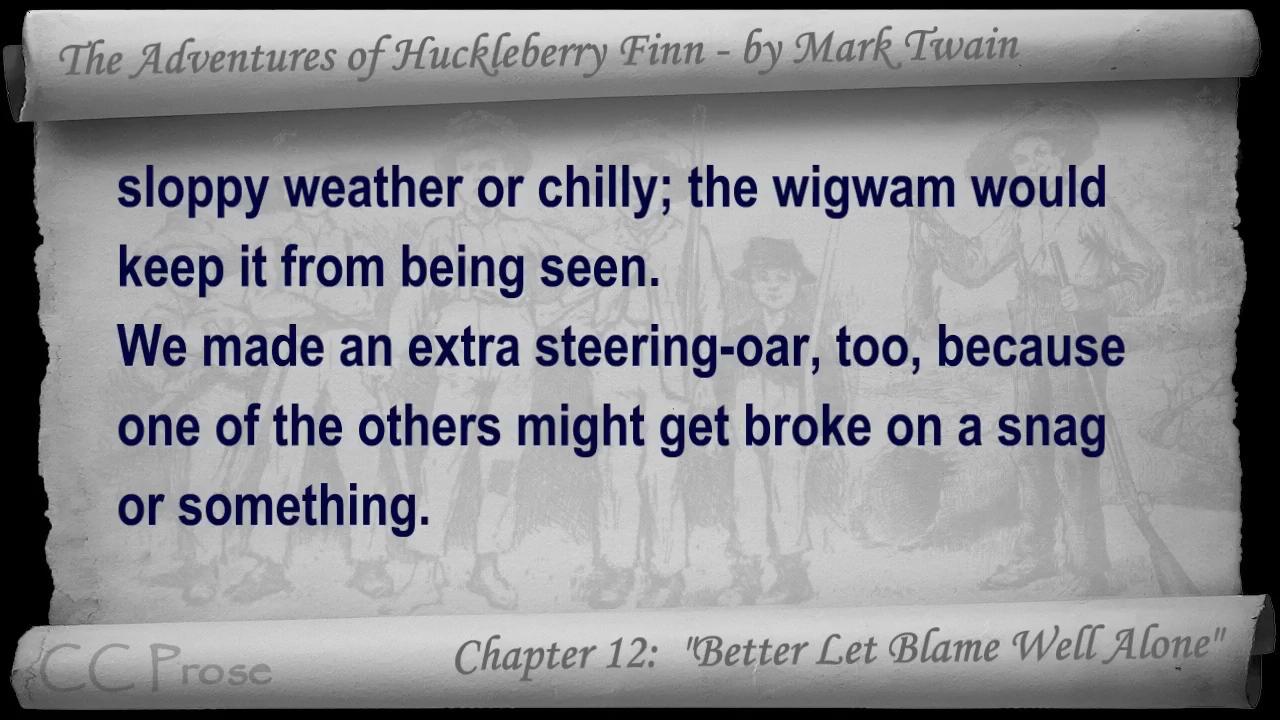 The Adventures of Huckleberry Finn - by Mark Twain
sloppy weather or chilly; the wigwam would
keep it from being seen.
We made an extra steering-oar, too, because
one of the others might get broke on a snag
or something.
CC Prose
Chapter 12: "Better Let Blame Well Alone"